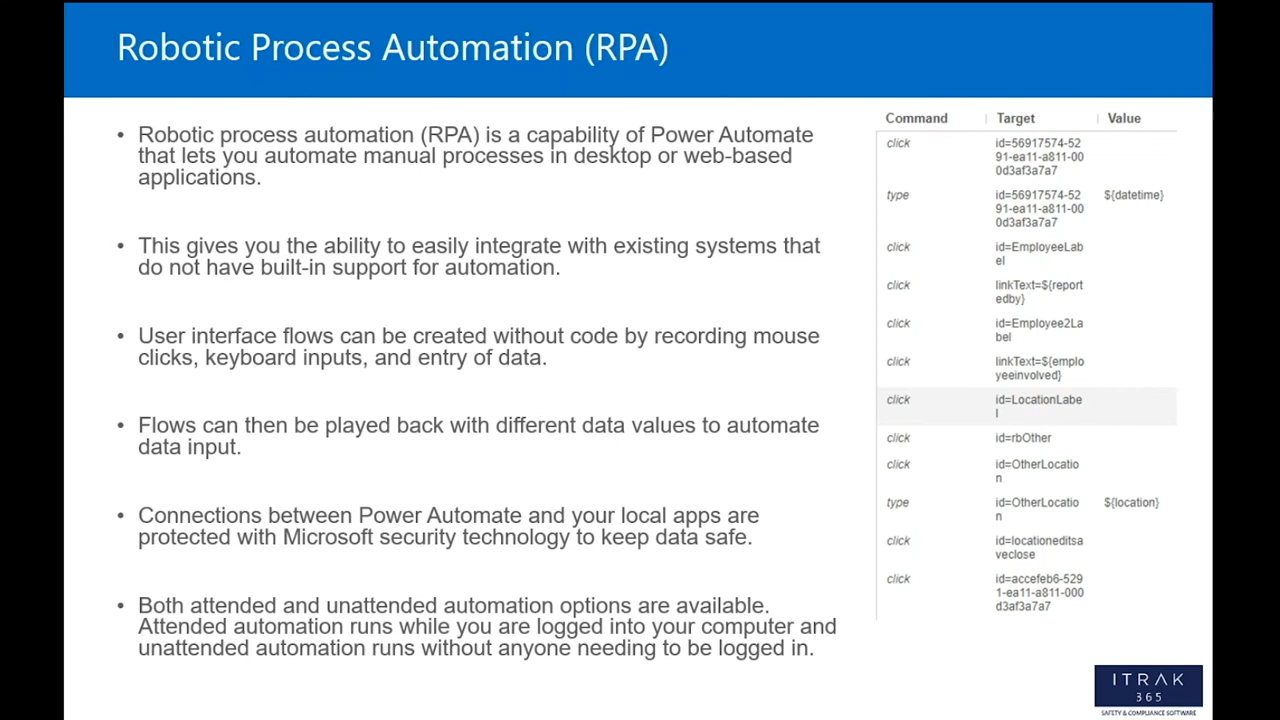 Robotic Process Automation (RPA)
• Robotic process automation (RPA) is a capability of Power Automate
that lets you automate manual processes in desktop or web-based
applications.
• This gives you the ability to easily integrate with existing systems that
do not have built-in support for automation.
• User interface flows can be created without code by recording mouse
clicks, keyboard inputs, and entry of data.
• Flows can then be played back with different data values to automate
data input.
• Connections between Power Automate and your local apps are
protected with Microsoft security technology to keep data safe.
• Both attended and unattended automation options are available.
Attended automation runs while you are logged into your computer and
unattended automation runs without anyone needing to be logged in.
Command Target Value
click id=56917574-52
91-ea11-a811-00
0d3af3a7a7
type id=56917574-52 ${datetime}
91-ea11-a811-00
0d3af3a7a7
click id=EmployeeLab
el
click linkText=${report
edby}
click id=Employee2La
bel
click linkText=${emplo
yeeinvolved}
click id=LocationLabe
l
click id=rbOther
click id=OtherLocatio
n
type id=OtherLocatio ${location}
n
click id=locationeditsa
veclose
click id=accefeb6-529
1-ea11-a811-000
d3af3a7a7
ITRAK
365
SAFETY & COMPLIANCE SOFTWARE